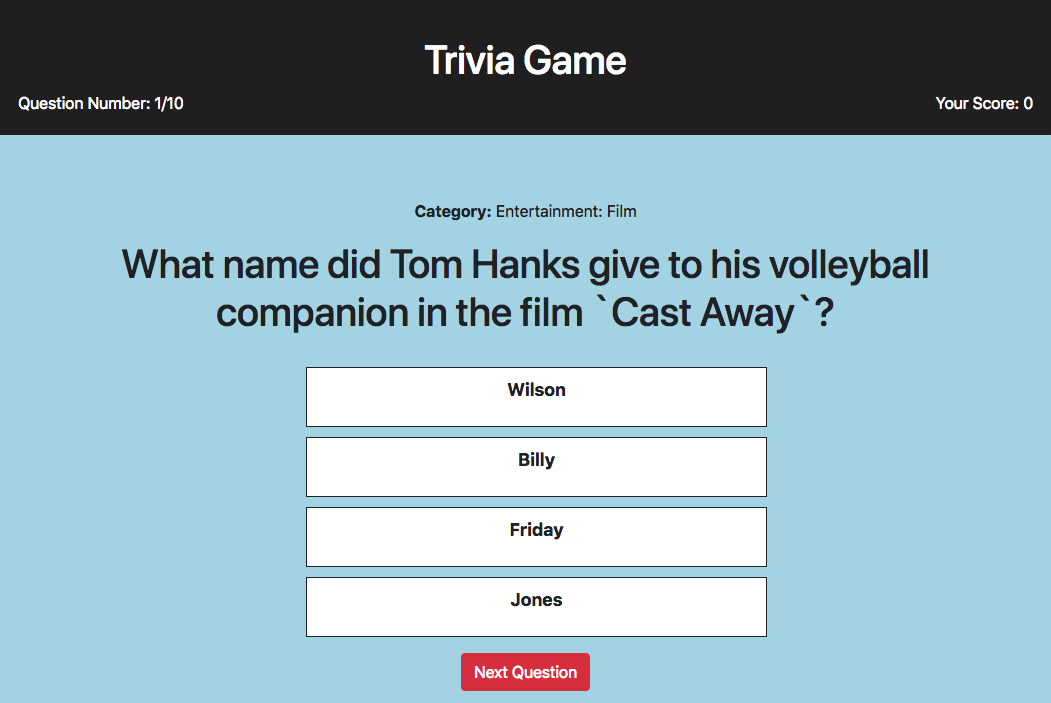 Trivia Game
Question Number: 1/10
Your Score: 0
Category: Entertainment: Film
What name did Tom Hanks give to his volleyball
companion in the film `Cast Away`?
Wilson
Billy
Friday
Jones
Next Question